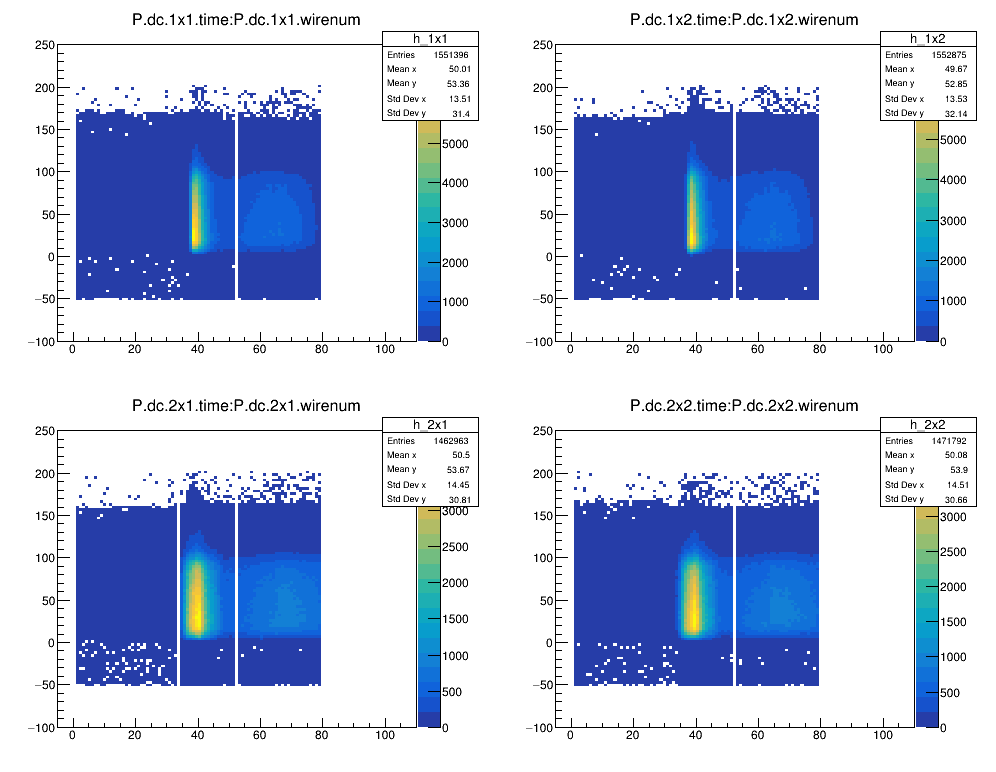 P.dc.1x1.time:P.dc.1x1.wirenum
h_1x1
Entries 1551396
Mean x 50.01
Mean y 53.36
Std Dev x 13.51
Std Dev y 31.4
250
200
150
100
50
0
−50
−100
0 20 40 60 80 100
5000
4000
3000
2000
1000
0
P.dc.1x2.time:P.dc.1x2.wirenum
h_1x2
Entries 1552875
Mean x 49.67
Mean y 52.85
Std Dev x 13.53
Std Dev y 32.14
250
200
150
100
50
0
−50
−100
0 20 40 60 80 100
5000
4000
3000
2000
1000
0
P.dc.2x1.time:P.dc.2x1.wirenum
h_2x1
Entries 1462963
Mean x 50.5
Mean y 53.67
Std Dev x 14.45
Std Dev y 30.81
250
200
150
100
50
0
−50
−100
0 20 40 60 80 100
3000
2500
2000
1500
1000
500
0
P.dc.2x2.time:P.dc.2x2.wirenum
h_2x2
Entries 1471792
Mean x 50.08
Mean y 53.9
Std Dev x 14.51
Std Dev y 30.66
250
200
150
100
50
0
−50
−100
0 20 40 60 80 100
3000
2500
2000
1500
1000
500
0